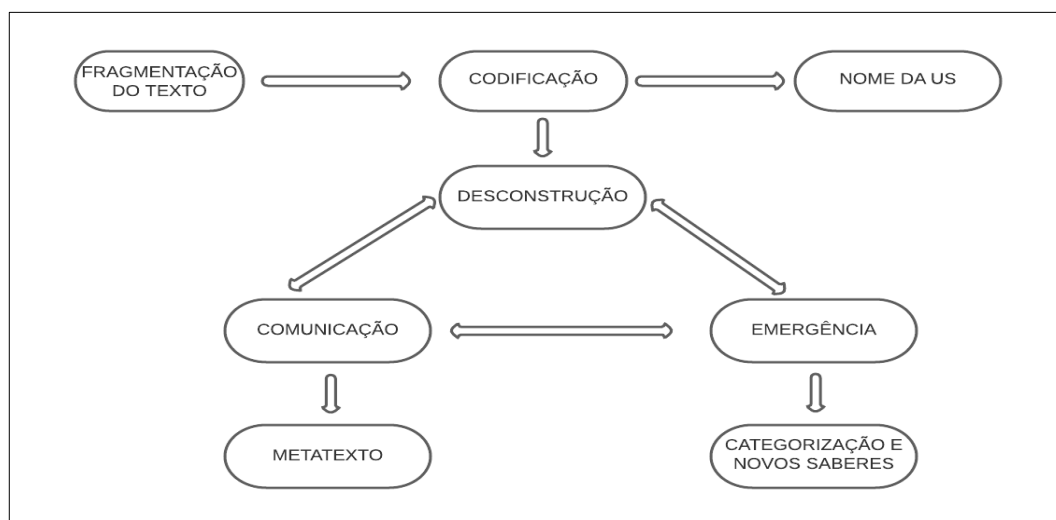 FRAGMENTAÇÃO
DO TEXTO
CODIFICAÇÃO
NOME DA US
DESCONSTRUÇÃO
COMUNICAÇÃO
EMERGÊNCIA
METATEXTO
CATEGORIZAÇÃO E
NOVOS SABERES